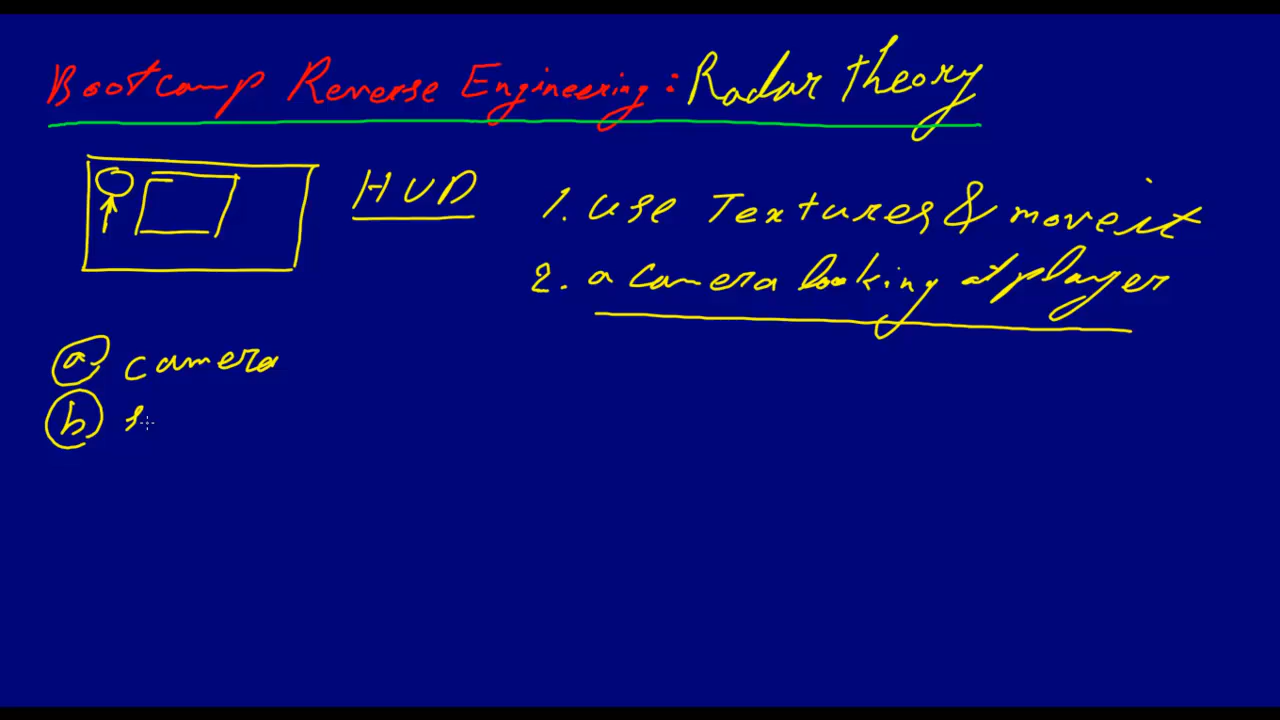 Bootcamp Reverse Engineering: Radar Theory
HUD
1. use Textures & move it
2. a camera looking at player
a camera
b